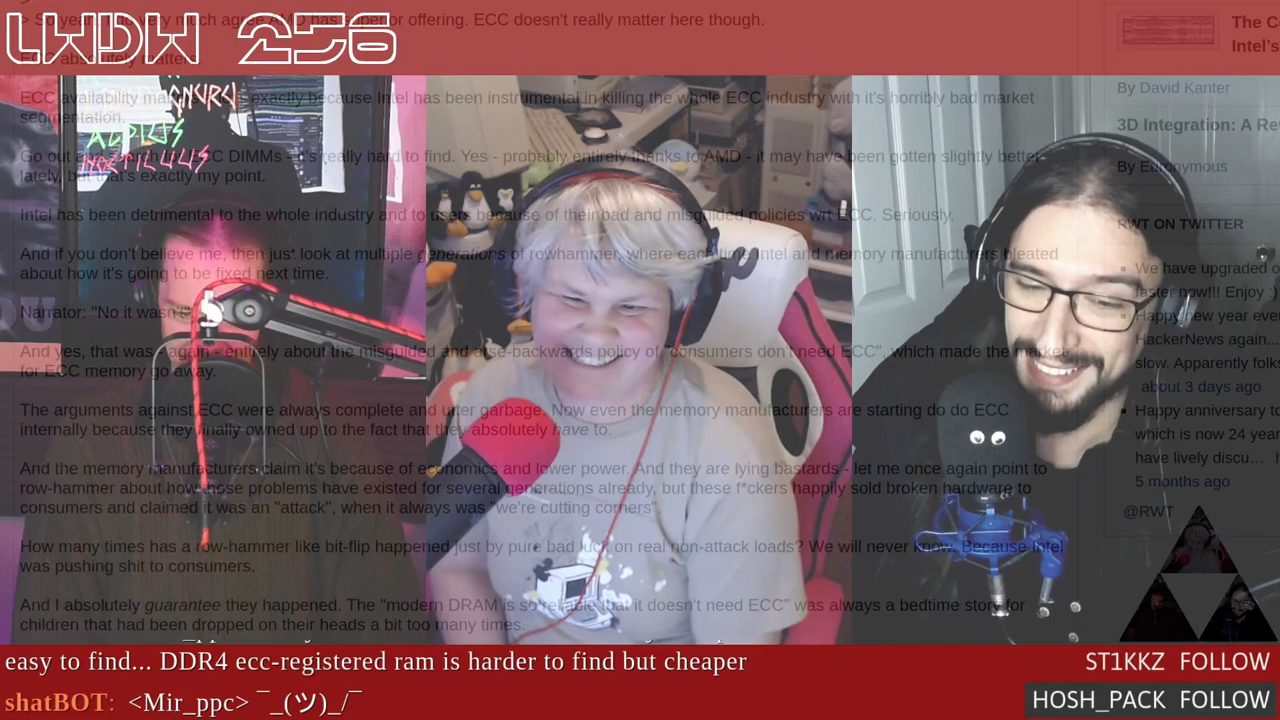 > So yeah, I do very much agree AMD has superior offering. ECC doesn't really matter here though.
LWDW 256
ECC absolutely matters.
ECC availability matters exactly because Intel has been instrumental in killing the whole ECC industry with it's horribly bad market
segmentation.
Go out and ECC DIMMs - it's really hard to find. Yes - probably entirely thanks to AMD - it may have been gotten slightly better
lately, but that's exactly my point.
Intel has been detrimental to the whole industry and to users because of their bad and misguided policies wrt ECC. Seriously.
And if you don't believe me, then just look at multiple generations of rowhammer, where each time Intel and memory manufacturers bleated
about how it's going to be fixed next time.
Narrator: "No it wasn't"
And yes, that was - again - entirely about the misguided and arse-backwards policy of "consumers don't need ECC", which made the market
for ECC memory go away.
The arguments against ECC were always complete and utter garbage. Now even the memory manufacturers are starting do do ECC
internally because they finally owned up to the fact that they absolutely have to.
And the memory manufacturers claim it's because of economics and lower power. And they are lying bastards - let me once again point to
row-hammer about how those problems have existed for several generations already, but these f*ckers happily sold broken hardware to
consumers and claimed it was an "attack", when it always was "we're cutting corners".
How many times has a row-hammer like bit-flip happened just by pure bad luck on real non-attack loads? We will never know. Because Intel
was pushing shit to consumers.
And I absolutely guarantee they happened. The "modern DRAM is so reliable that it doesn't need ECC" was always a bedtime story for
children that had been dropped on their heads a bit too many times.
The Co
Intel's
By David Kanter
3D Integration: A Re
By Euronymous
RWT ON TWITTER
We have upgraded o
faster now!!! Enjoy :)
Happy new year eve
HackerNews again...
slow. Apparently folks
about 3 days ago
Happy anniversary to
which is now 24 year
have lively discu... h
5 months ago
@RWT
easy to find... DDR4 ecc-registered ram is harder to find but cheaper
shatBOT: <Mir_ppc> ¯_(ツ)_/¯
ST1KKZ FOLLOW
HOSH_PACK FOLLOW